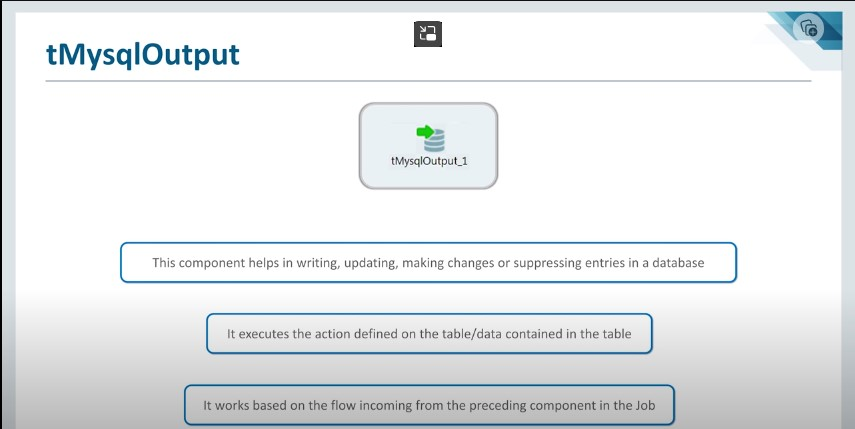 tMysqlOutput
tMysqlOutput_1
This component helps in writing, updating, making changes or suppressing entries in a database
It executes the action defined on the table/data contained in the table
It works based on the flow incoming from the preceding component in the Job